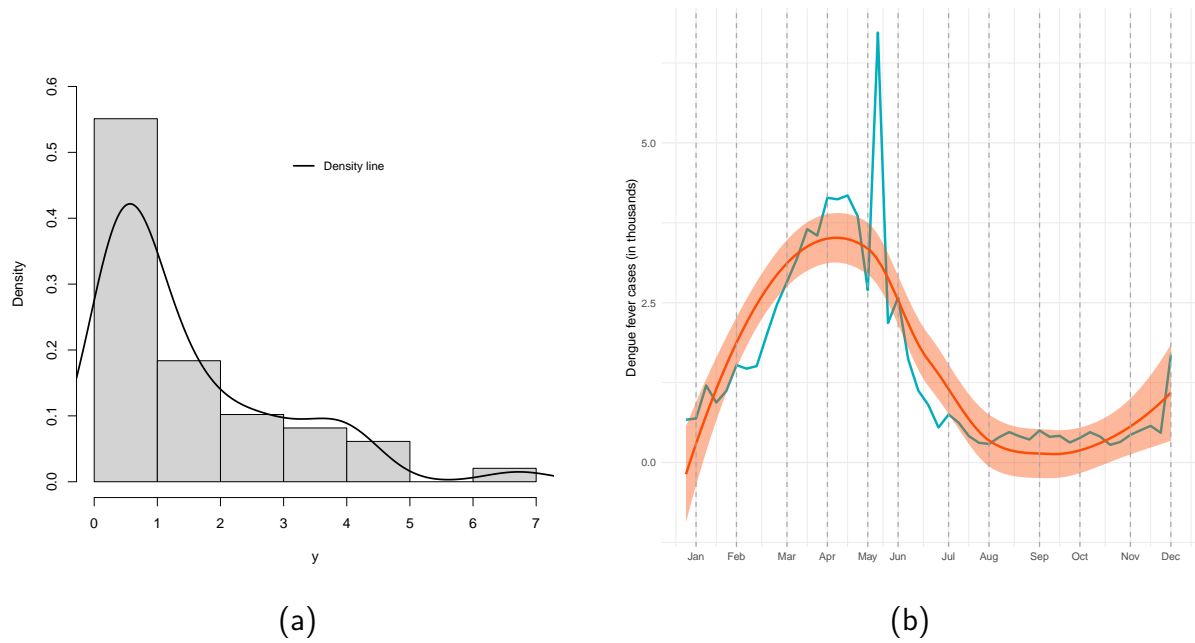 Density
0.6
0.5
0.4
0.3
0.2
0.1
0.0
Density line
0 1 2 3 4 5 6 7
y
(a)
Dengue fever cases (in thousands)
5.0
2.5
0.0
Jan Feb Mar Apr May Jun Jul Aug Sep Oct Nov Dec
(b)